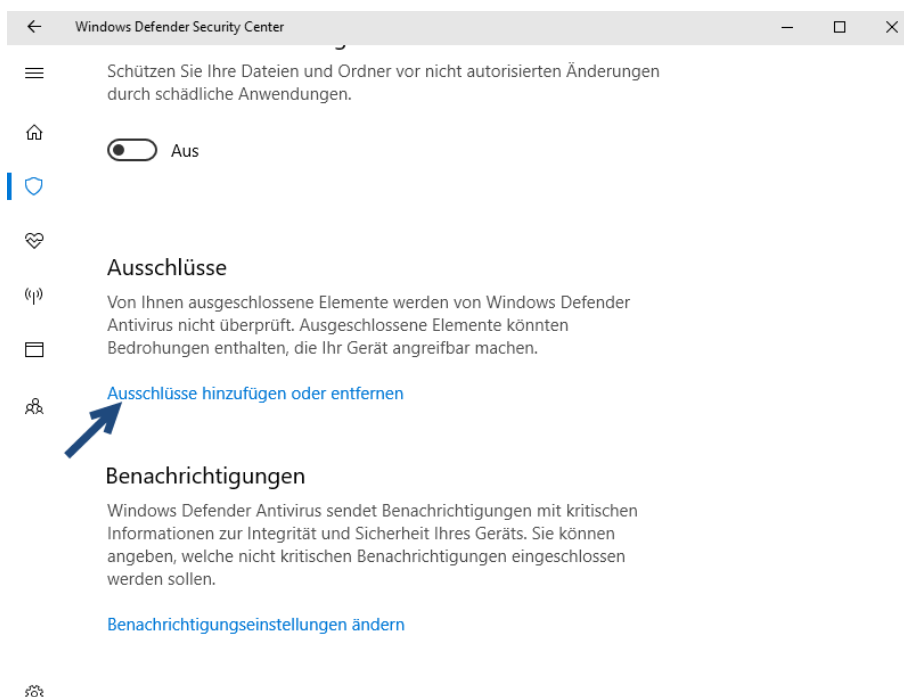 Windows Defender Security Center
Schützen Sie Ihre Dateien und Ordner vor nicht autorisierten Änderungen
durch schädliche Anwendungen.
Aus
Ausschlüsse
Von Ihnen ausgeschlossene Elemente werden von Windows Defender
Antivirus nicht überprüft. Ausgeschlossene Elemente könnten
Bedrohungen enthalten, die Ihr Gerät angreifbar machen.
Ausschlüsse hinzufügen oder entfernen
Benachrichtigungen
Windows Defender Antivirus sendet Benachrichtigungen mit kritischen
Informationen zur Integrität und Sicherheit Ihres Geräts. Sie können
angeben, welche nicht kritischen Benachrichtigungen eingeschlossen
werden sollen.
Benachrichtigungseinstellungen ändern